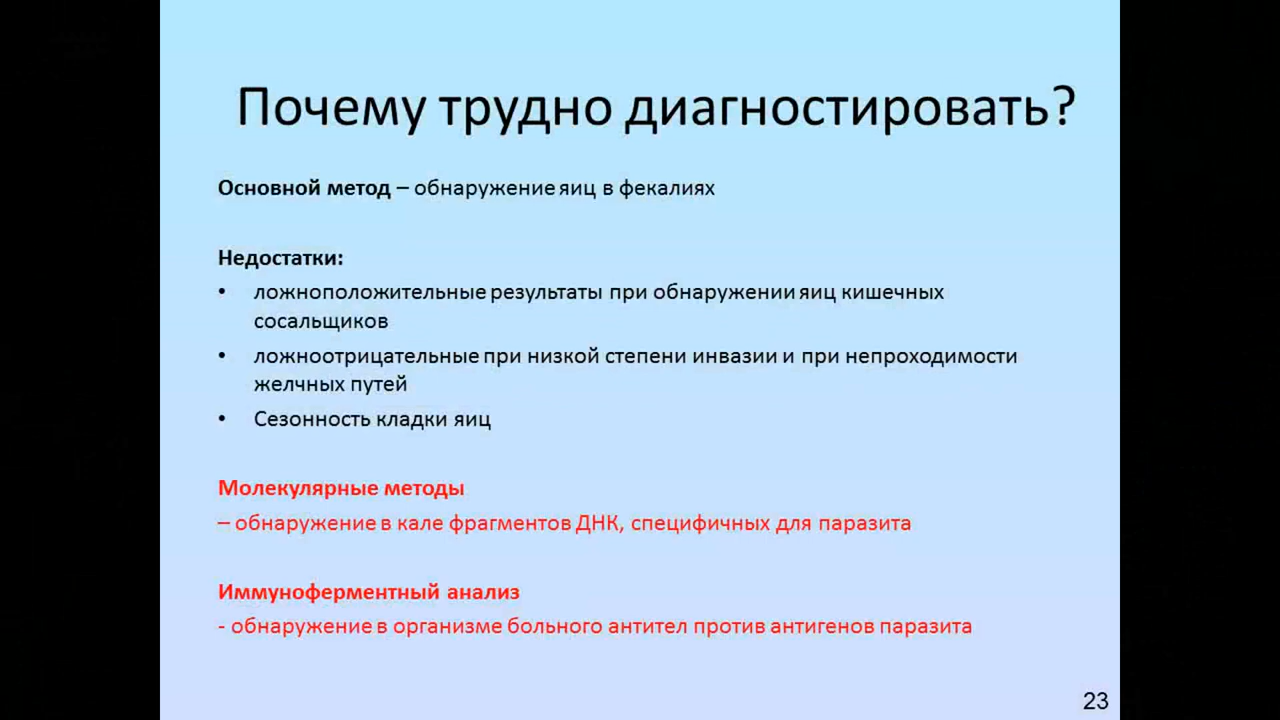 Почему трудно диагностировать?
Основной метод – обнаружение яиц в фекалиях
Недостатки:
• ложноположительные результаты при обнаружении яиц кишечных
сосальщиков
• ложноотрицательные при низкой степени инвазии и при непроходимости
желчных путей
• Сезонность кладки яиц
Молекулярные методы
– обнаружение в кале фрагментов ДНК, специфичных для паразита
Иммуноферментный анализ
- обнаружение в организме больного антител против антигенов паразита
23